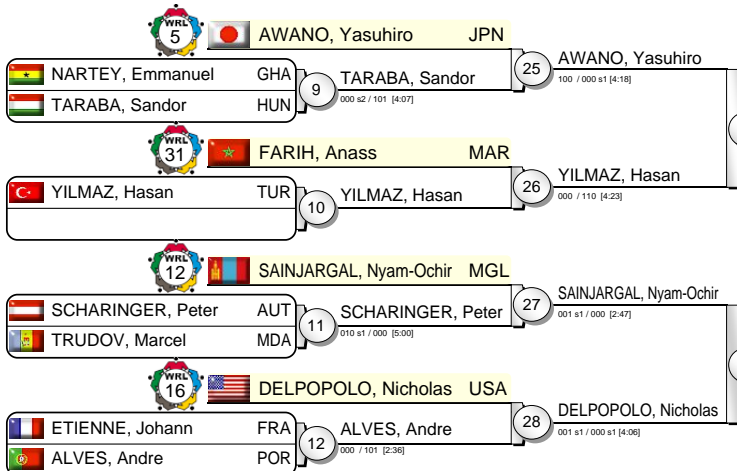 WRL
5
AWANO, Yasuhiro JPN
NARTEY, Emmanuel GHA
TARABA, Sandor HUN
9
TARABA, Sandor
000 s2 / 101 [4:07]
25
AWANO, Yasuhiro
100 / 000 s1 [4:18]
WRL
31
FARIH, Anass MAR
YILMAZ, Hasan TUR
10
YILMAZ, Hasan
26
YILMAZ, Hasan
000 / 110 [4:23]
WRL
12
SAINJARGAL, Nyam-Ochir MGL
SCHARINGER, Peter AUT
TRUDOV, Marcel MDA
11
SCHARINGER, Peter
010 s1 / 000 [5:00]
27
SAINJARGAL, Nyam-Ochir
001 s1 / 000 [2:47]
WRL
16
DELPOPOLO, Nicholas USA
ETIENNE, Johann FRA
ALVES, Andre POR
12
ALVES, Andre
000 / 101 [2:36]
28
DELPOPOLO, Nicholas
001 s1 / 000 s1 [4:06]